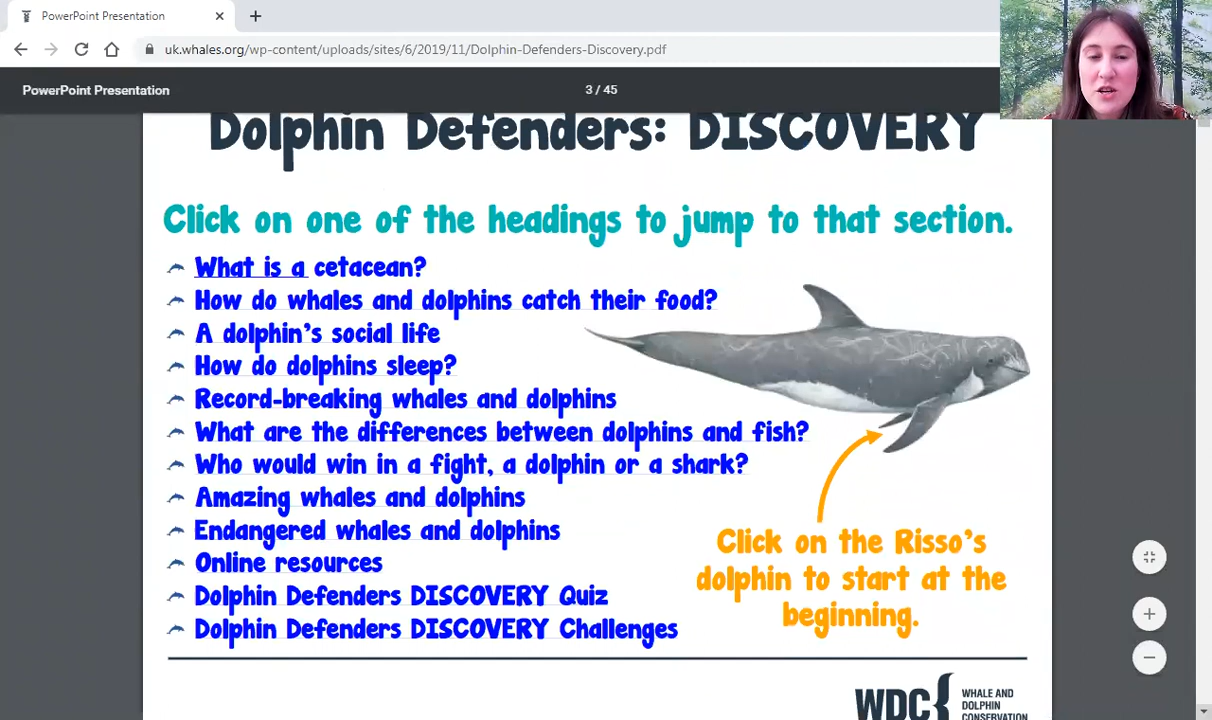 PowerPoint Presentation
uk.whales.org/wp-content/uploads/sites/6/2019/11/Dolphin-Defenders-Discovery.pdf
PowerPoint Presentation
3 / 45
Dolphin Defenders: DISCOVERY
Click on one of the headings to jump to that section.
What is a cetacean?
How do whales and dolphins catch their food?
A dolphin's social life
How do dolphins sleep?
Record-breaking whales and dolphins
What are the differences between dolphins and fish?
Who would win in a fight, a dolphin or a shark?
Amazing whales and dolphins
Endangered whales and dolphins
Online resources
Dolphin Defenders DISCOVERY Quiz
Dolphin Defenders DISCOVERY Challenges
Click on the Risso's
dolphin to start at the
beginning.
WDC
WHALE AND
DOLPHIN
CONSERVATION